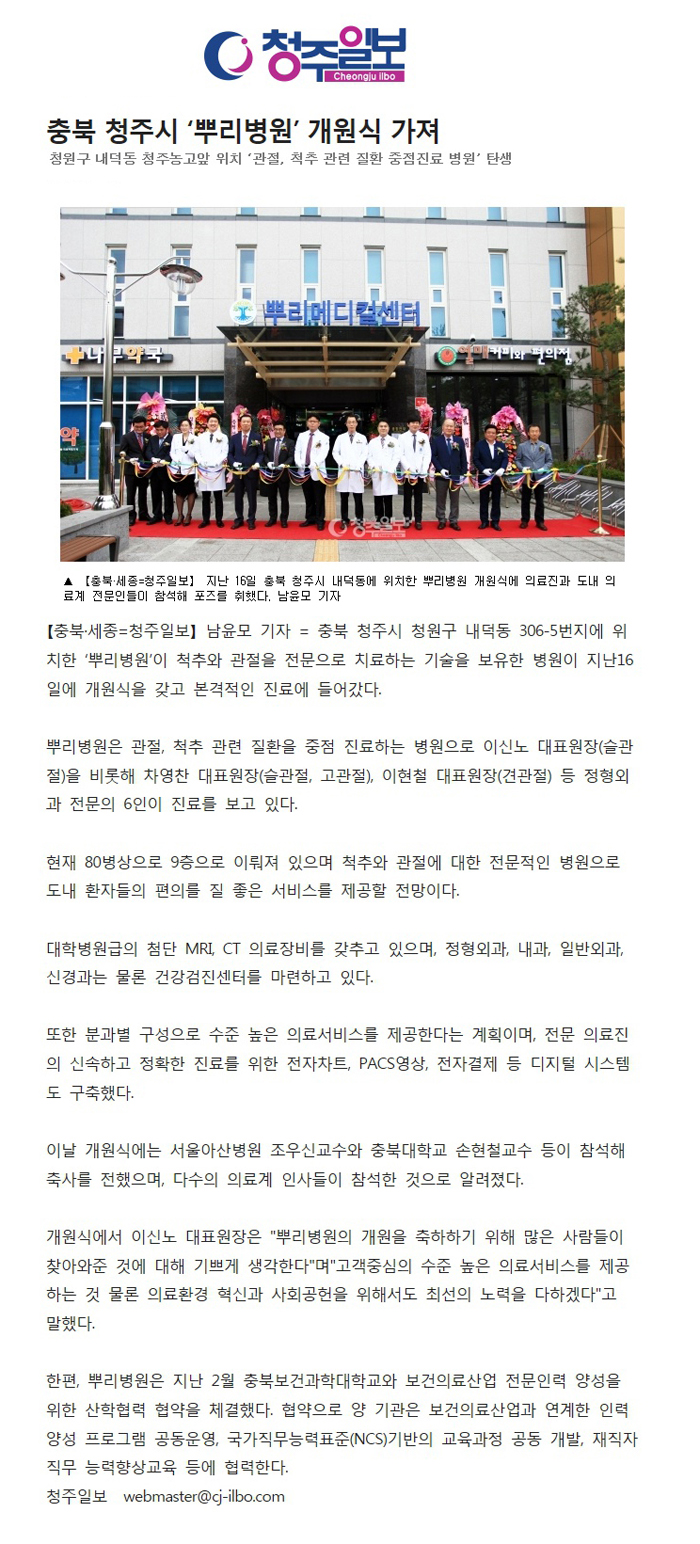 청주일보
Cheongju Ilbo
충북 청주시 ‘뿌리병원’ 개원식 가져
청원구 내덕동 청주농고앞 위치 ‘관절, 척추 관련 질환 중점진료 병원’ 탄생
뿌리메디컬센터
나무약국
열매커피와 편의점
약
청주일보
▲ 【충북·세종=청주일보】 지난 16일 충북 청주시 내덕동에 위치한 뿌리병원 개원식에 의료진과 도내 의
료계 전문인들이 참석해 포즈를 취했다. 남윤모 기자
【충북·세종=청주일보】 남윤모 기자 = 충북 청주시 청원구 내덕동 306-5번지에 위
치한 ‘뿌리병원’이 척추와 관절을 전문으로 치료하는 기술을 보유한 병원이 지난16
일에 개원식을 갖고 본격적인 진료에 들어갔다.
뿌리병원은 관절, 척추 관련 질환을 중점 진료하는 병원으로 이신노 대표원장(슬관
절)을 비롯해 차영찬 대표원장(슬관절, 고관절), 이현철 대표원장(견관절) 등 정형외
과 전문의 6인이 진료를 보고 있다.
현재 80병상으로 9층으로 이뤄져 있으며 척추와 관절에 대한 전문적인 병원으로
도내 환자들의 편의를 질 좋은 서비스를 제공할 전망이다.
대학병원급의 첨단 MRI, CT 의료장비를 갖추고 있으며, 정형외과, 내과, 일반외과,
신경과는 물론 건강검진센터를 마련하고 있다.
또한 분과별 구성으로 수준 높은 의료서비스를 제공한다는 계획이며, 전문 의료진
의 신속하고 정확한 진료를 위한 전자차트, PACS영상, 전자결제 등 디지털 시스템
도 구축했다.
이날 개원식에는 서울아산병원 조우신교수와 충북대학교 손현철교수 등이 참석해
축사를 전했으며, 다수의 의료계 인사들이 참석한 것으로 알려졌다.
개원식에서 이신노 대표원장은 "뿌리병원의 개원을 축하하기 위해 많은 사람들이
찾아와준 것에 대해 기쁘게 생각한다"며"고객중심의 수준 높은 의료서비스를 제공
하는 것 물론 의료환경 혁신과 사회공헌을 위해서도 최선의 노력을 다하겠다"고
말했다.
한편, 뿌리병원은 지난 2월 충북보건과학대학교와 보건의료산업 전문인력 양성을
위한 산학협력 협약을 체결했다. 협약으로 양 기관은 보건의료산업과 연계한 인력
양성 프로그램 공동운영, 국가직무능력표준(NCS)기반의 교육과정 공동 개발, 재직자
직무 능력향상교육 등에 협력한다.
청주일보 webmaster@cj-ilbo.com